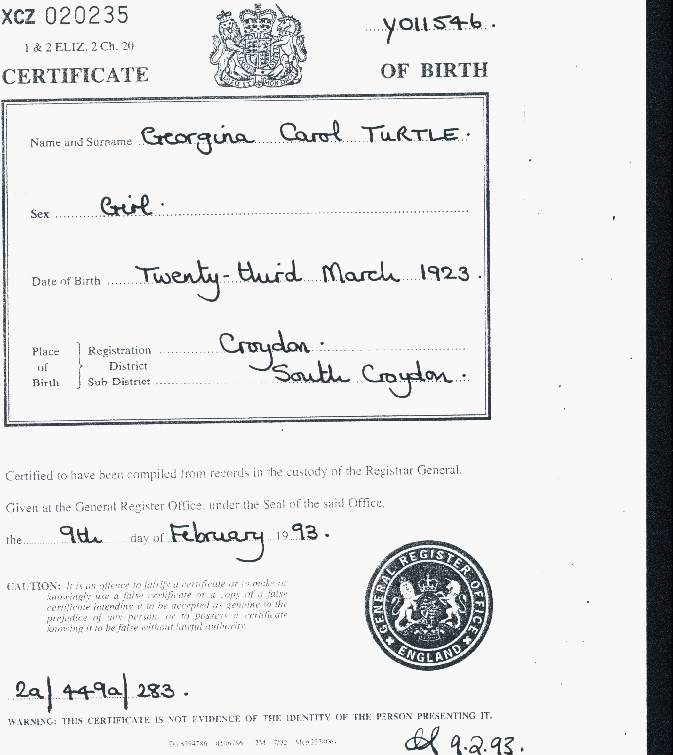 XCZ 020235
Y011546.
1 & 2 ELIZ. 2 Ch. 20
CERTIFICATE OF BIRTH
Name and Surname Georgina Carol TURTLE.
Sex Girl.
Date of Birth Twenty-third March 1923.
Place of Birth
Registration District Croydon.
Sub-District South Croydon.
Certified to have been compiled from records in the custody of the Registrar General.
Given at the General Register Office, under the Seal of the said Office,
the 9th day of February 1993.
CAUTION: It is an offence to falsify a certificate or to make or
knowingly use a false certificate or a copy of a false
certificate intending it to be accepted as genuine to the
prejudice of any person, or to possess a certificate
knowing it to be false without lawful authority.
GENERAL REGISTER OFFICE
ENGLAND
2a/449a/283.
WARNING: THIS CERTIFICATE IS NOT EVIDENCE OF THE IDENTITY OF THE PERSON PRESENTING IT.
9.2.93.